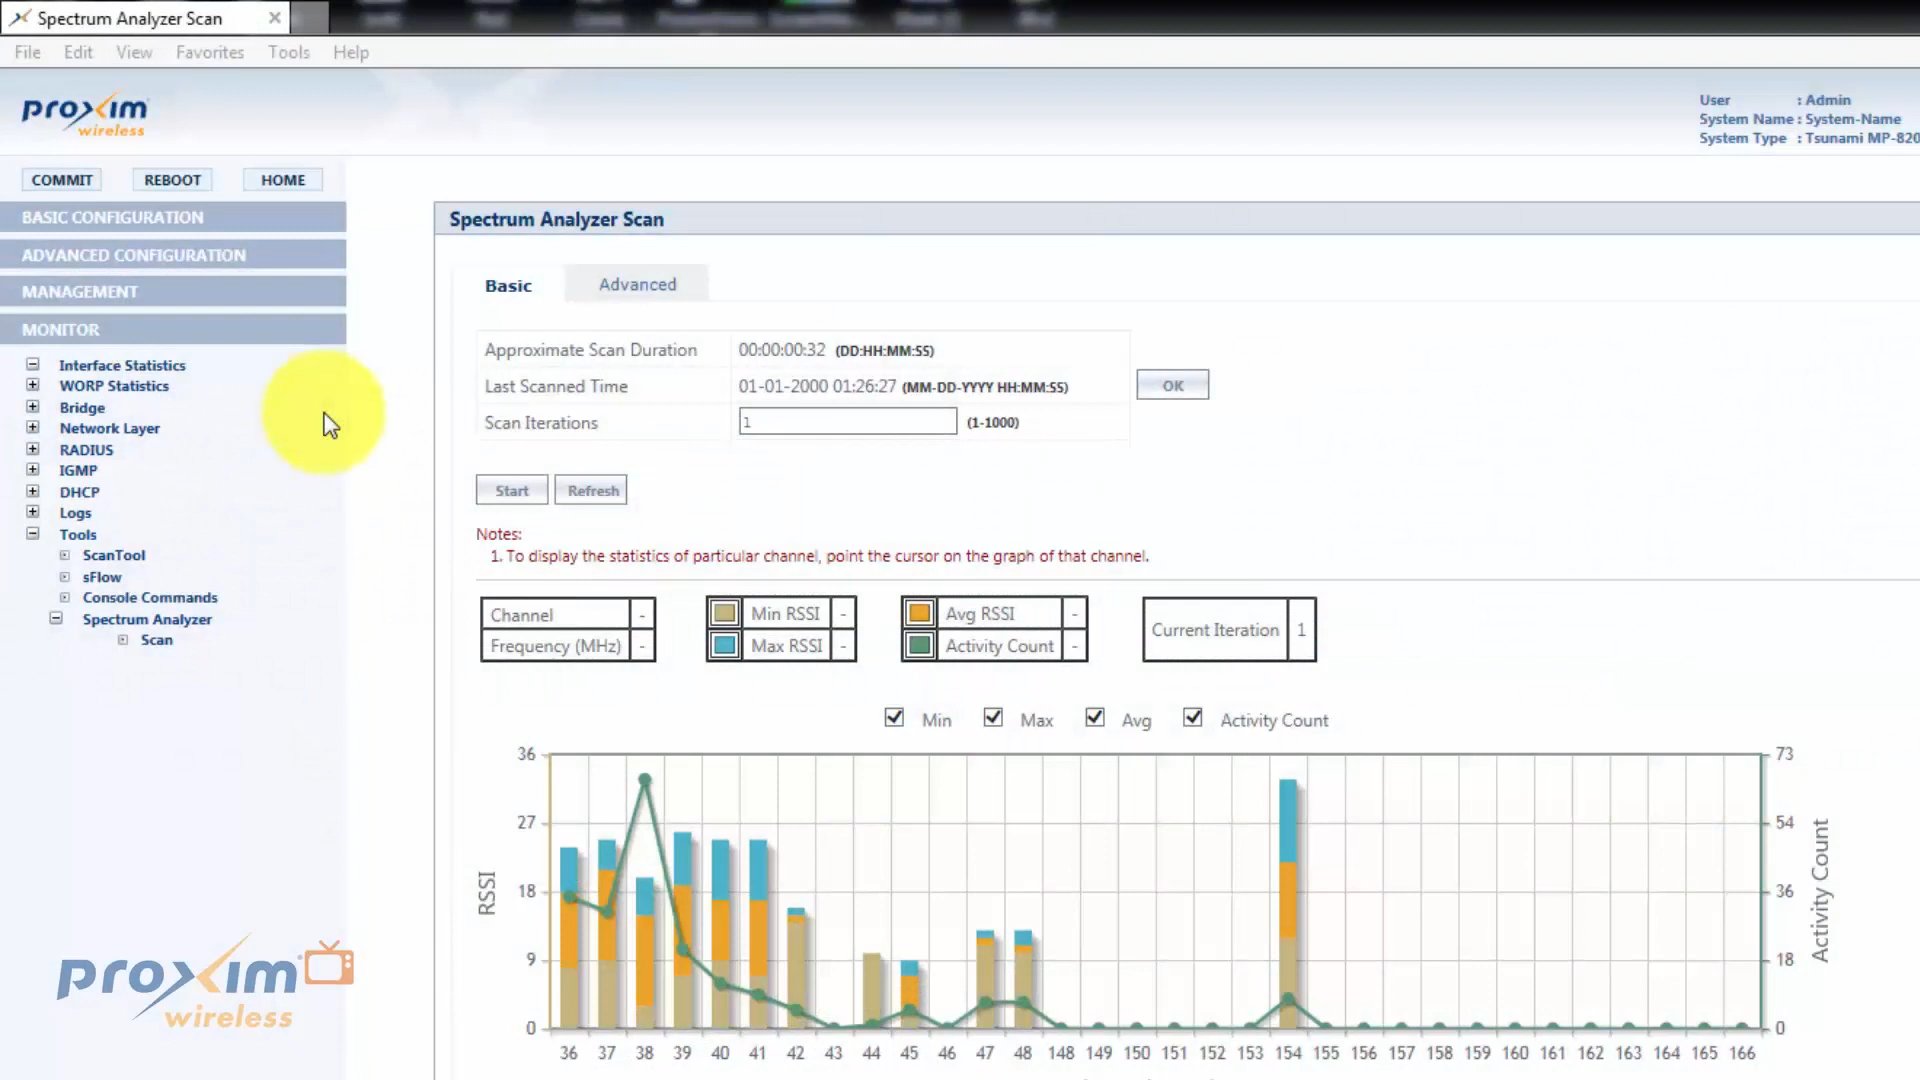 Spectrum Analyzer Scan
File Edit View Favorites Tools Help
proxim
wireless
User : Admin
System Name : System-Name
System Type : Tsunami MP-820
COMMIT REBOOT HOME
BASIC CONFIGURATION
ADVANCED CONFIGURATION
MANAGEMENT
MONITOR
Interface Statistics
WORP Statistics
Bridge
Network Layer
RADIUS
IGMP
DHCP
Logs
Tools
ScanTool
sFlow
Console Commands
Spectrum Analyzer
Scan
Spectrum Analyzer Scan
Basic Advanced
Approximate Scan Duration 00:00:00:32 (DD:HH:MM:SS)
Last Scanned Time 01-01-2000 01:26:27 (MM-DD-YYYY HH:MM:SS) OK
Scan Iterations 1 (1-1000)
Start Refresh
Notes:
1. To display the statistics of particular channel, point the cursor on the graph of that channel.
Channel - Min RSSI - Avg RSSI - Current Iteration 1
Frequency (MHz) - Max RSSI - Activity Count -
Min Max Avg Activity Count
36 73
27 54
18 36
9 18
0 0
RSSI
Activity Count
36 37 38 39 40 41 42 43 44 45 46 47 48 148 149 150 151 152 153 154 155 156 157 158 159 160 161 162 163 164 165 166
proxim
wireless